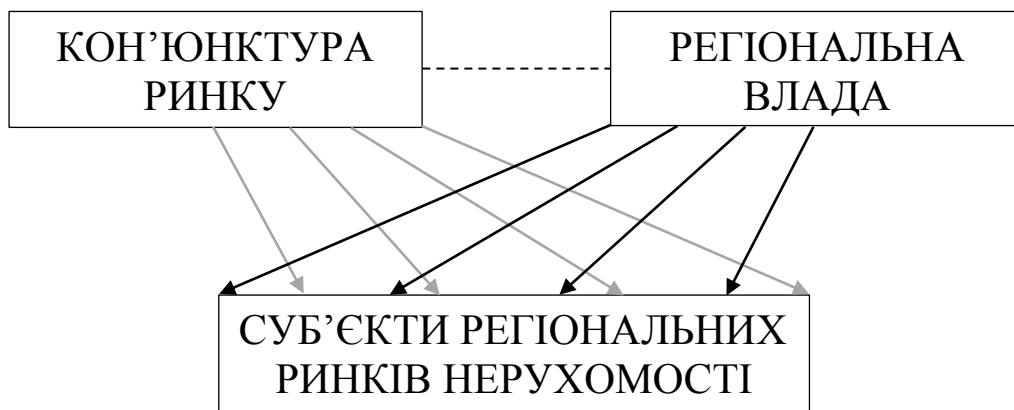 КОН’ЮНКТУРА
РИНКУ
РЕГІОНАЛЬНА
ВЛАДА
СУБ’ЄКТИ РЕГІОНАЛЬНИХ
РИНКІВ НЕРУХОМОСТІ